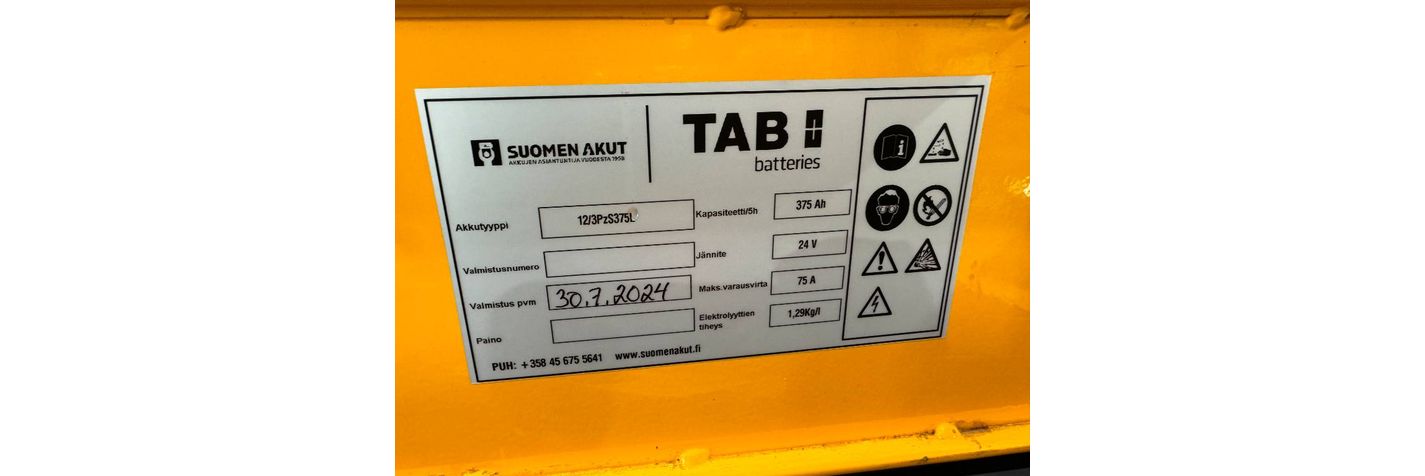 SUOMEN AKUT
AKKUJEN ASIANTUNTIJA VUODESTA 1958
TAB
batteries
Akkutyyppi 12/3PzS375L
Valmistusnumero
Valmistus pvm 30.7.2024
Paino
Kapasiteetti/5h 375 Ah
Jännite 24 V
Maks.varausvirta 75 A
Elektrolyyttien
tiheys 1,29Kg/l
PUH: +358 45 675 5641 www.suomenakut.fi